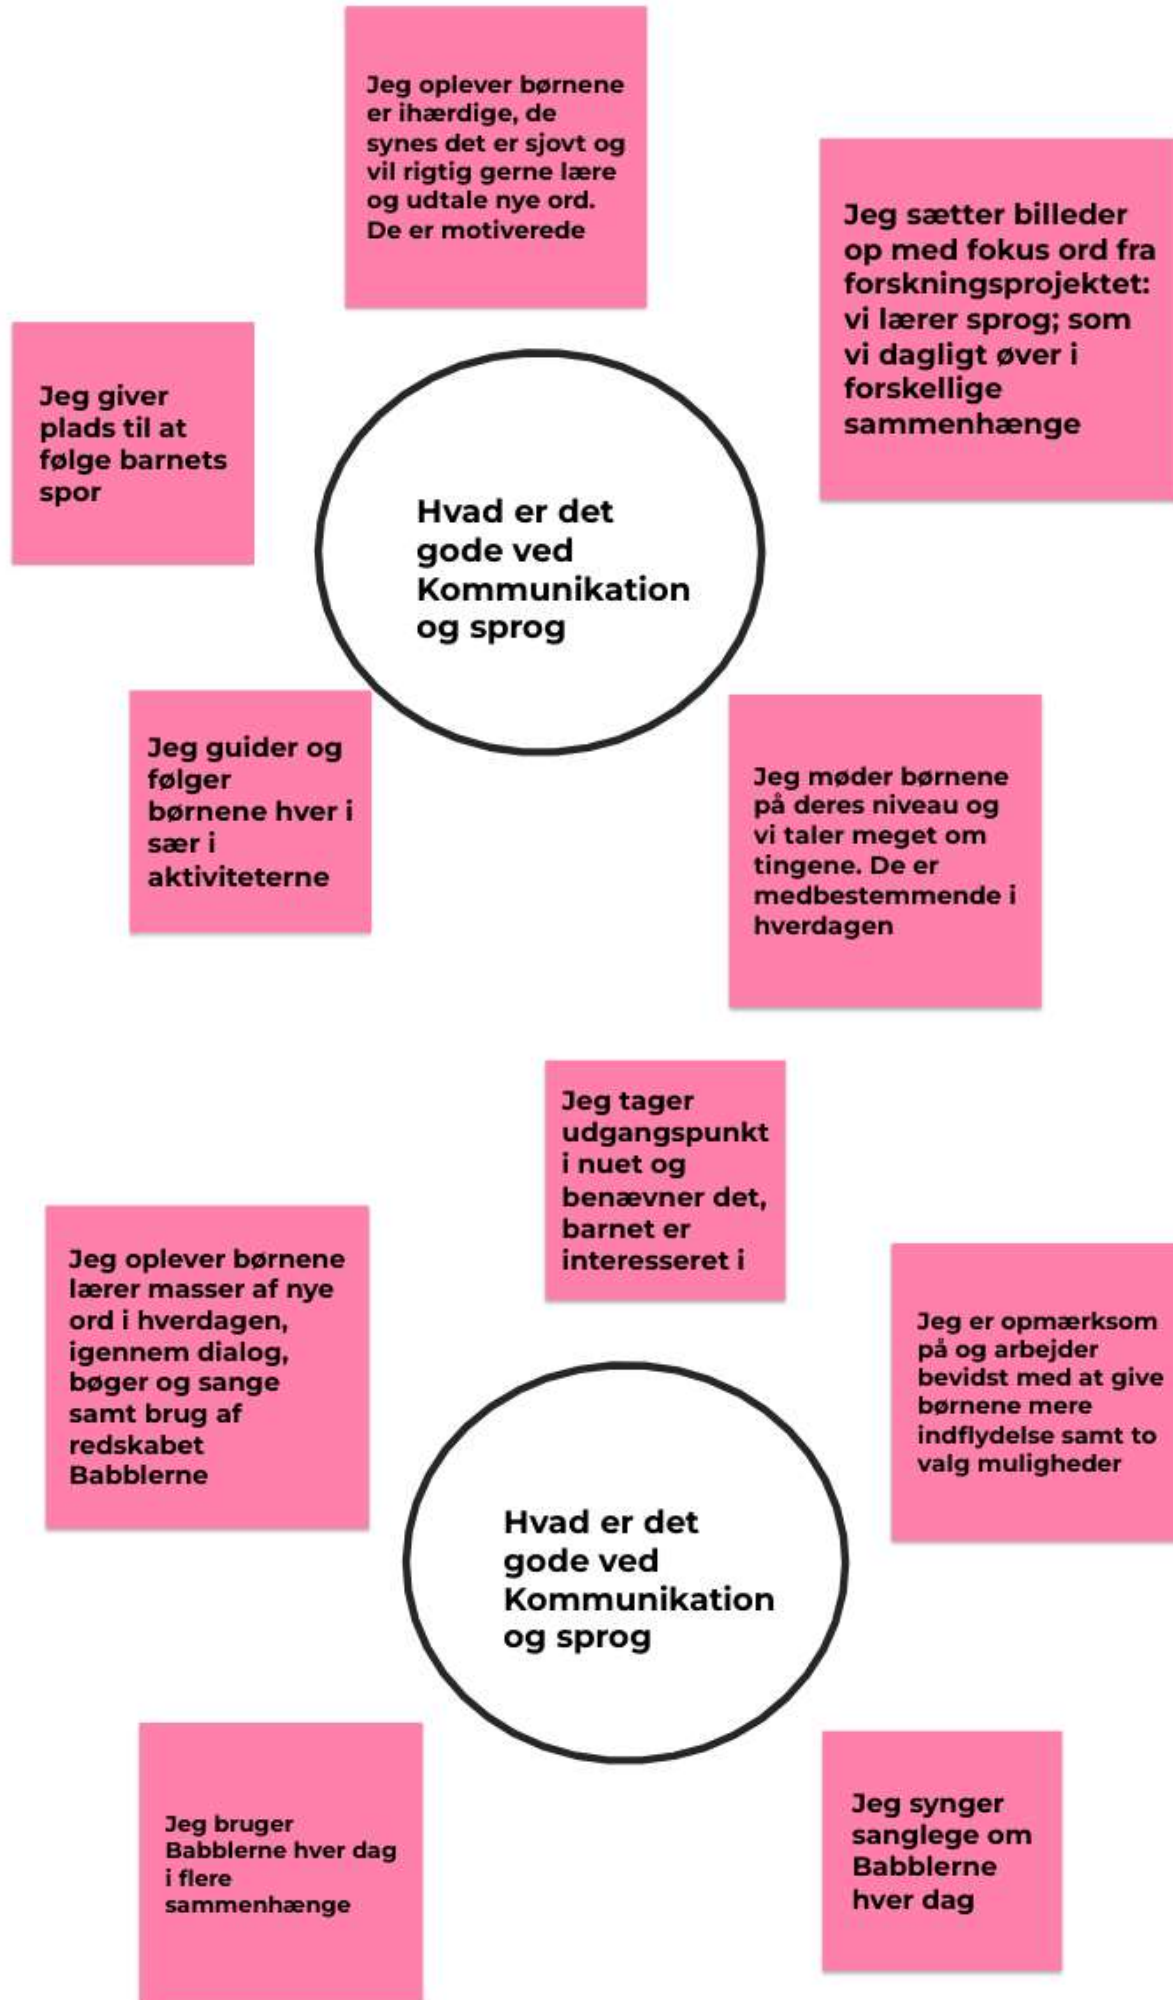 Jeg oplever børnene
er ihærdige, de
synes det er sjovt og
vil rigtig gerne lære
og udtale nye ord.
De er motiverede
Jeg sætter billeder
op med fokus ord fra
forskningsprojektet:
vi lærer sprog; som
vi dagligt øver i
forskellige
sammenhænge
Jeg giver
plads til at
følge barnets
spor
Hvad er det
gode ved
Kommunikation
og sprog
Jeg guider og
følger
børnene hver i
sær i
aktiviteterne
Jeg møder børnene
på deres niveau og
vi taler meget om
tingene. De er
medbestemmende i
hverdagen
Jeg tager
udgangspunkt
i nuet og
benævner det,
barnet er
interesseret i
Jeg oplever børnene
lærer masser af nye
ord i hverdagen,
igennem dialog,
bøger og sange
samt brug af
redskabet
Babblerne
Jeg er opmærksom
på og arbejder
bevidst med at give
børnene mere
indflydelse samt to
valg muligheder
Hvad er det
gode ved
Kommunikation
og sprog
Jeg bruger
Babblerne hver dag
i flere
sammenhænge
Jeg synger
sanglege om
Babblerne
hver dag